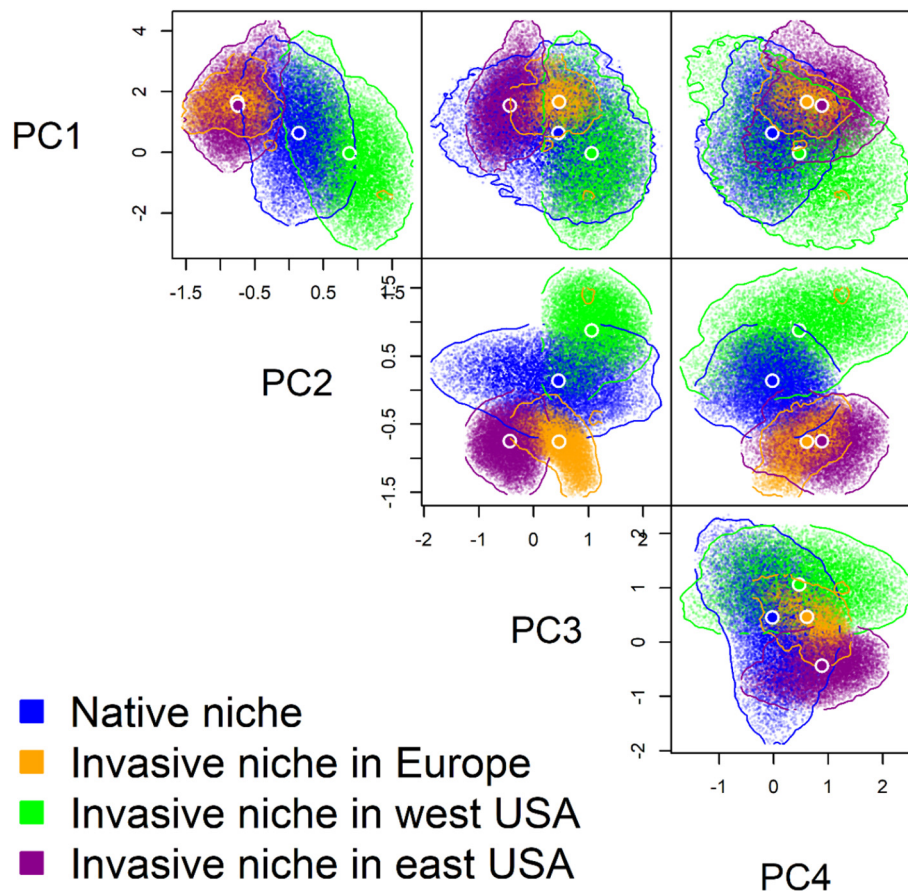 4
2
0
-2
PC1
-1.5 -0.5 0.5 1.5
1.5
0.5
-0.5
-1.5
PC2
-2 -1 0 1 2
2
1
0
-1
-2
PC3
-1 0 1 2
PC4
Native niche
Invasive niche in Europe
Invasive niche in west USA
Invasive niche in east USA